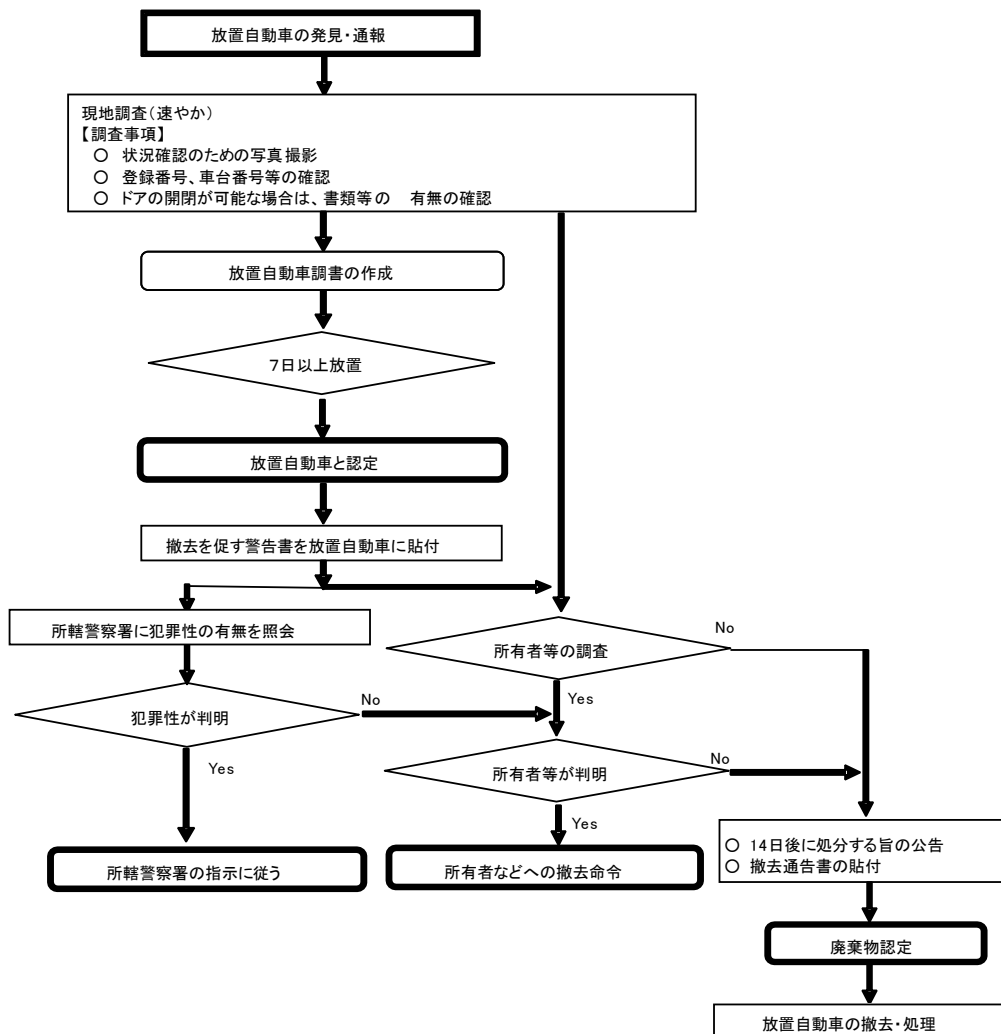 放置自動車の発見・通報
現地調査(速やか)
【調査事項】
○ 状況確認のための写真撮影
○ 登録番号、車台番号等の確認
○ ドアの開閉が可能な場合は、書類等の 有無の確認
放置自動車調書の作成
7日以上放置
放置自動車と認定
撤去を促す警告書を放置自動車に貼付
所轄警察署に犯罪性の有無を照会
所有者等の調査
No
Yes
犯罪性が判明
No
Yes
所有者等が判明
No
Yes
所轄警察署の指示に従う
所有者などへの撤去命令
○ 14日後に処分する旨の公告
○ 撤去通告書の貼付
廃棄物認定
放置自動車の撤去・処理